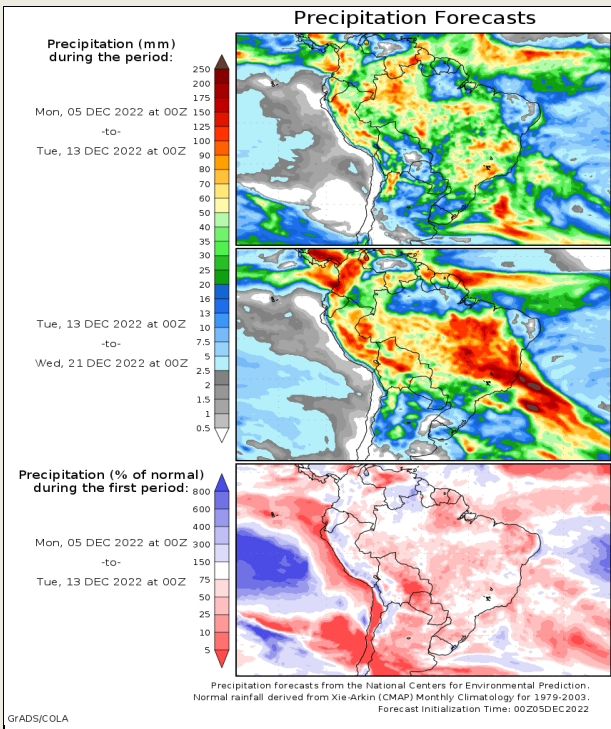 Precipitation Forecasts
Precipitation (mm)
during the period:
Mon, 05 DEC 2022 at 00Z
-to-
Tue, 13 DEC 2022 at 00Z
250
200
175
150
125
100
90
80
70
60
50
40
35
30
25
20
16
13
10
7.5
5
2.5
2
1.5
1
0.5
Tue, 13 DEC 2022 at 00Z
-to-
Wed, 21 DEC 2022 at 00Z
Precipitation (% of normal)
during the first period:
Mon, 05 DEC 2022 at 00Z
-to-
Tue, 13 DEC 2022 at 00Z
800
600
400
300
150
75
50
25
10
5
Precipitation forecasts from the National Centers for Environmental Prediction.
Normal rainfall derived from Xie-Arkin (CMAP) Monthly Climatology for 1979-2003.
Forecast Initialization Time: 00Z05DEC2022
GrADS/COLA